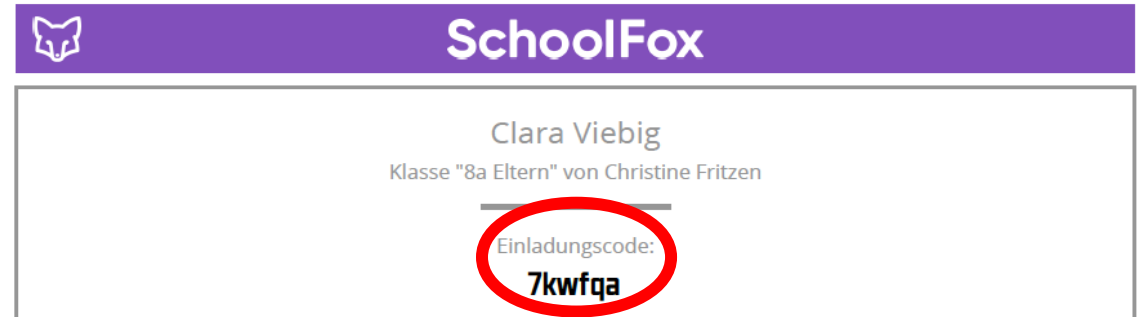 SchoolFox
Clara Viebig
Klasse "8a Eltern" von Christine Fritzen
Einladungscode:
7kwfqa